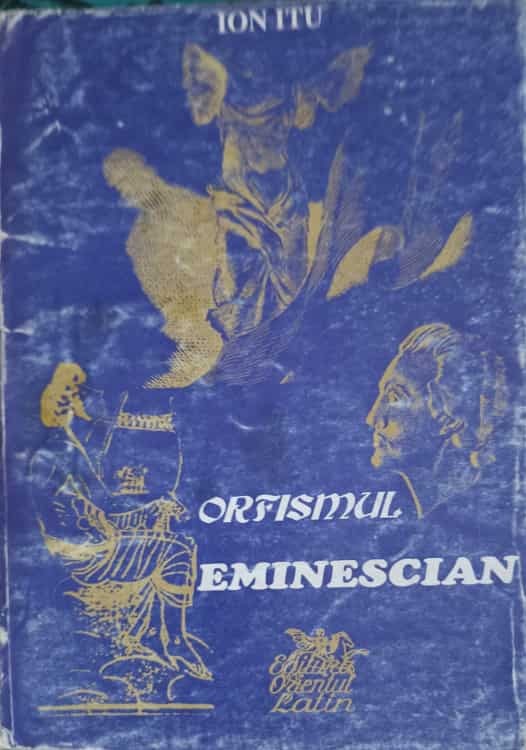 ION ITU
ORFISMUL
EMINESCIAN
Editura
Orientul
Latin